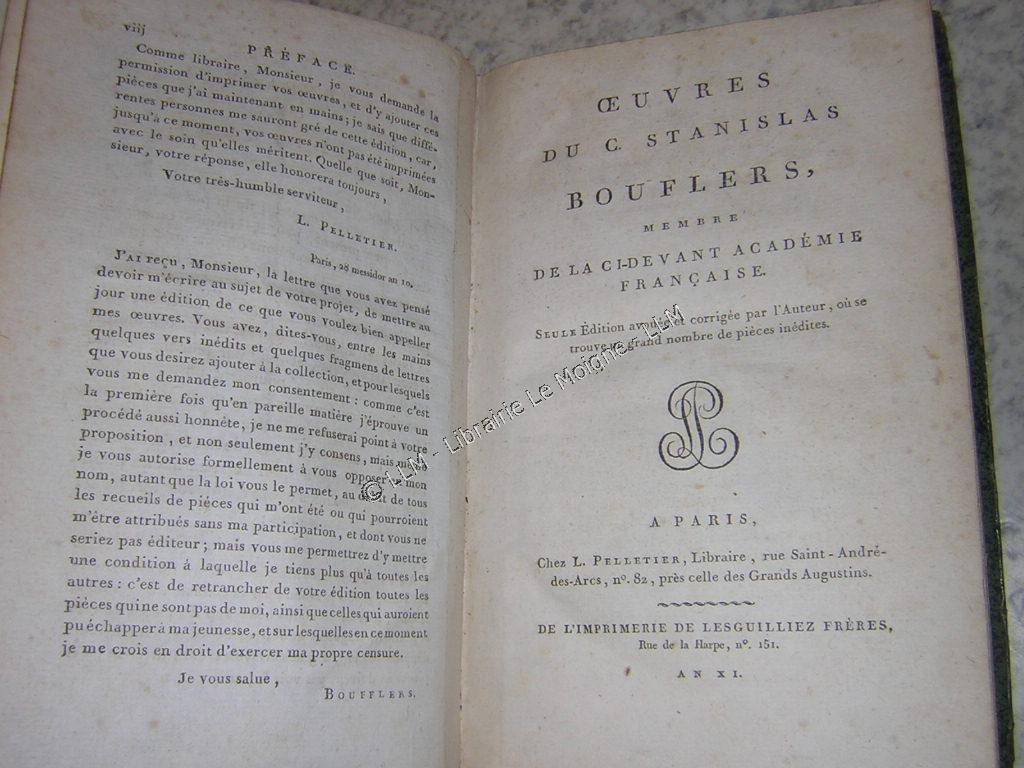 viij
PRÉFACE.
Comme libraire, Monsieur, je vous demande la
permission d'imprimer vos œuvres, et d'y ajouter ces
pièces que j'ai maintenant en mains; je sais que diffé-
rentes personnes me sauront gré de cette édition, car,
jusqu'à ce moment, vos œuvres n'ont pas été imprimées
avec le soin qu'elles méritent. Quelle que soit, Mon-
sieur, votre réponse, elle honorera toujours,
Votre très-humble serviteur,
L. PELLETIER.
Paris, 28 messidor an 10.
J'AI reçu, Monsieur, la lettre que vous avez pensé
devoir m'écrire au sujet de votre projet, de mettre au
jour une édition de ce que vous voulez bien appeller
mes œuvres. Vous avez, dites-vous, entre les mains
quelques vers inédits et quelques fragmens de lettres
que vous desirez ajouter à la collection, et pour lesquels
vous me demandez mon consentement : comme c'est
la première fois qu'en pareille matière j'éprouve un
procédé aussi honnête, je ne me refuserai point à votre
proposition, et non seulement j'y consens, mais même
je vous autorise formellement à vous opposer, mon
nom, autant que la loi vous le permet, au débit de tous
les recueils de piéces qui m'ont été ou qui pourroient
m'être attribués sans ma participation, et dont vous ne
seriez pas éditeur; mais vous me permettrez d'y mettre
une condition à laquelle je tiens plus qu'à toutes les
autres : c'est de retrancher de votre édition toutes les
pièces qui ne sont pas de moi, ainsi que celles qui auroient
pu échapper à ma jeunesse, et sur lesquelles en ce moment
je me crois en droit d'exercer ma propre censure.
Je vous salue,
BOUFFLERS.
ŒUVRES
DU C. STANISLAS
BOUFLERS,
MEMBRE
DE LA CI-DEVANT ACADÉMIE
FRANÇAISE.
SEULE Édition avouée et corrigée par l'Auteur, où se
trouve un grand nombre de pièces inédites.
PL
A PARIS,
Chez L. PELLETIER, Libraire, rue Saint-André-
des-Arcs, nº. 82, près celle des Grands Augustins.
DE L'IMPRIMERIE DE LESGUILLIEZ FRÈRES,
Rue de la Harpe, nº. 151.
AN XI.
© LLM - Librairie Le Moigne - LLM